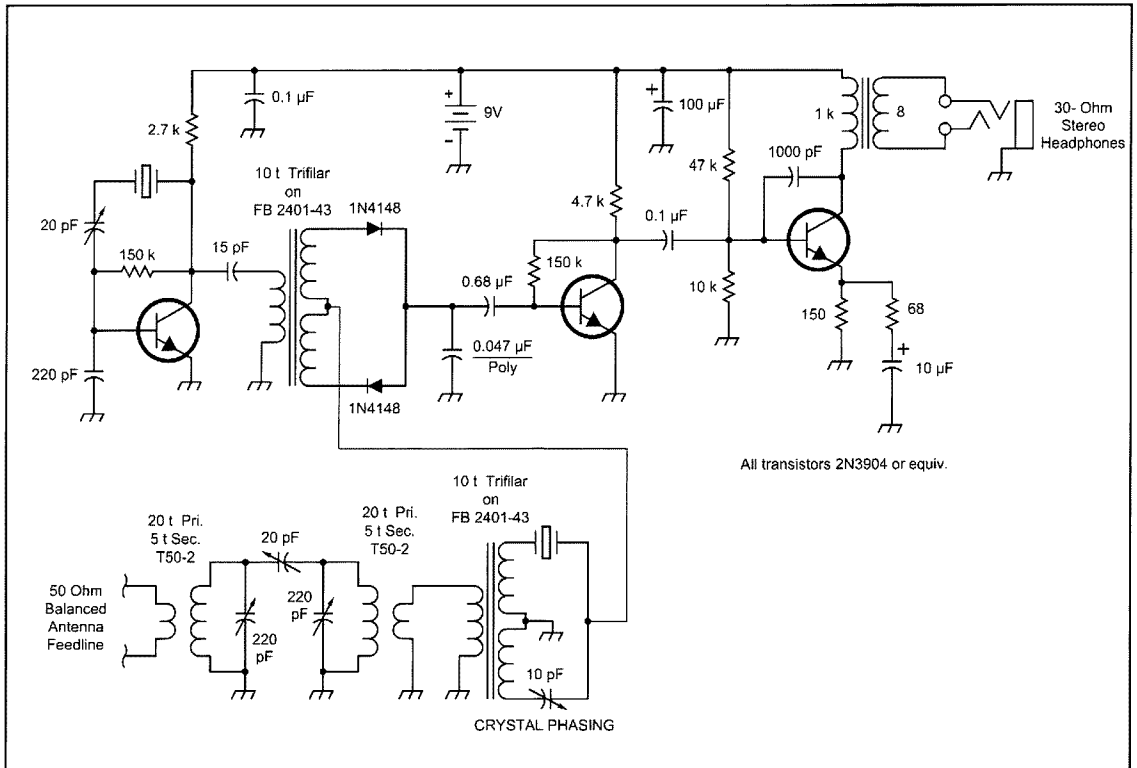 0.1 µF
+
9V
-
+
100 µF
1 k
8
30- Ohm
Stereo
Headphones
2.7 k
47 k
1000 pF
10 t Trifilar
on
FB 2401-43
1N4148
4.7 k
20 pF
0.1 µF
150 k
15 pF
0.68 µF
150 k
10 k
150
68
220 pF
0.047 µF
Poly
+
10 µF
1N4148
All transistors 2N3904 or equiv.
10 t Trifilar
on
FB 2401-43
20 t Pri.
5 t Sec.
T50-2
20 t Pri.
5 t Sec.
T50-2
20 pF
50 Ohm
Balanced
Antenna
Feedline
220
pF
220
pF
10 pF
CRYSTAL PHASING